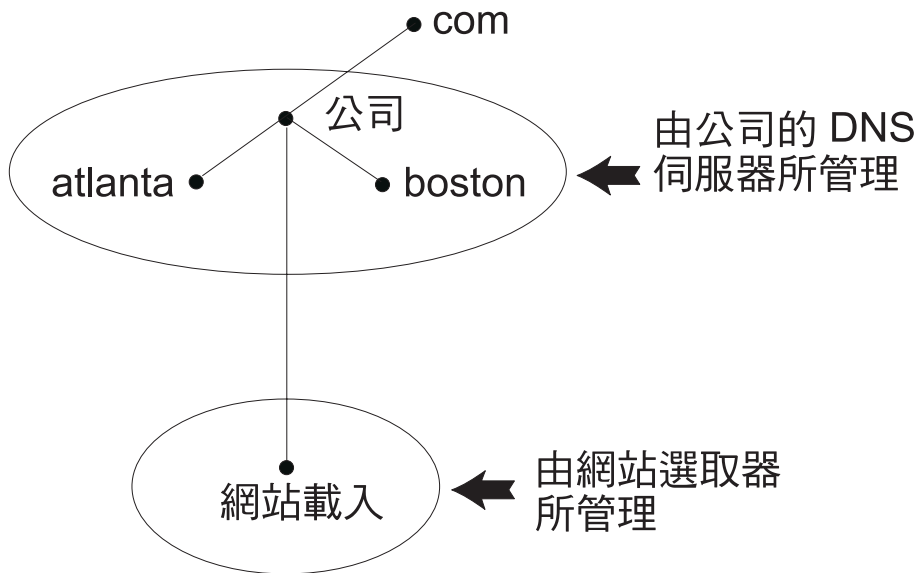 com
公司
由公司的 DNS
伺服器所管理
atlanta
boston
網站載入
由網站選取器
所管理